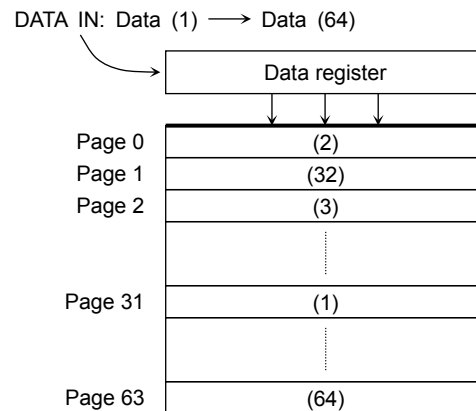 DATA IN: Data (1) → Data (64)
Data register
Page 0 (2)
Page 1 (32)
Page 2 (3)
Page 31 (1)
Page 63 (64)